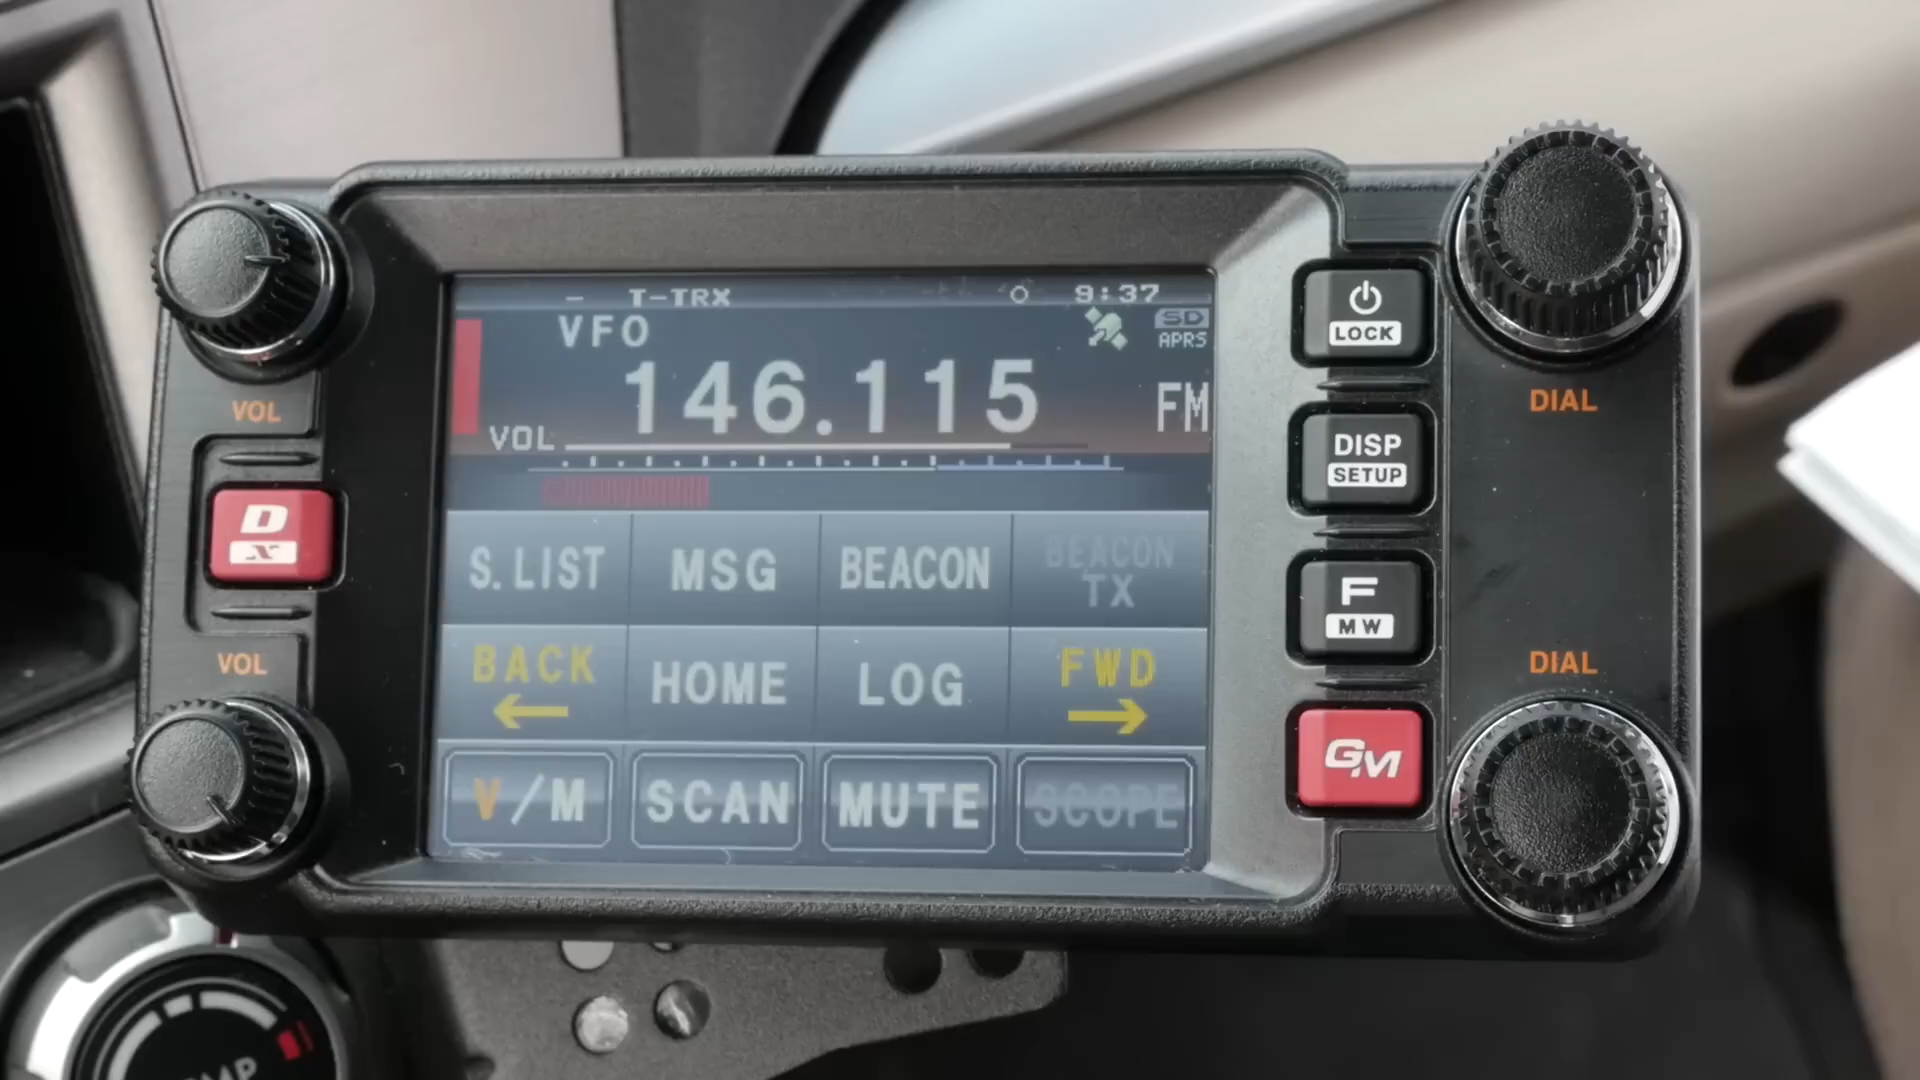 – T-TRX 9:37
VFO SD
APRS
146.115 FM
VOL
S.LIST MSG BEACON BEACON TX
BACK HOME LOG FWD
V/M SCAN MUTE SCOPE
VOL
D
X
VOL
LOCK
DISP
SETUP
F
MW
GM
DIAL
DIAL